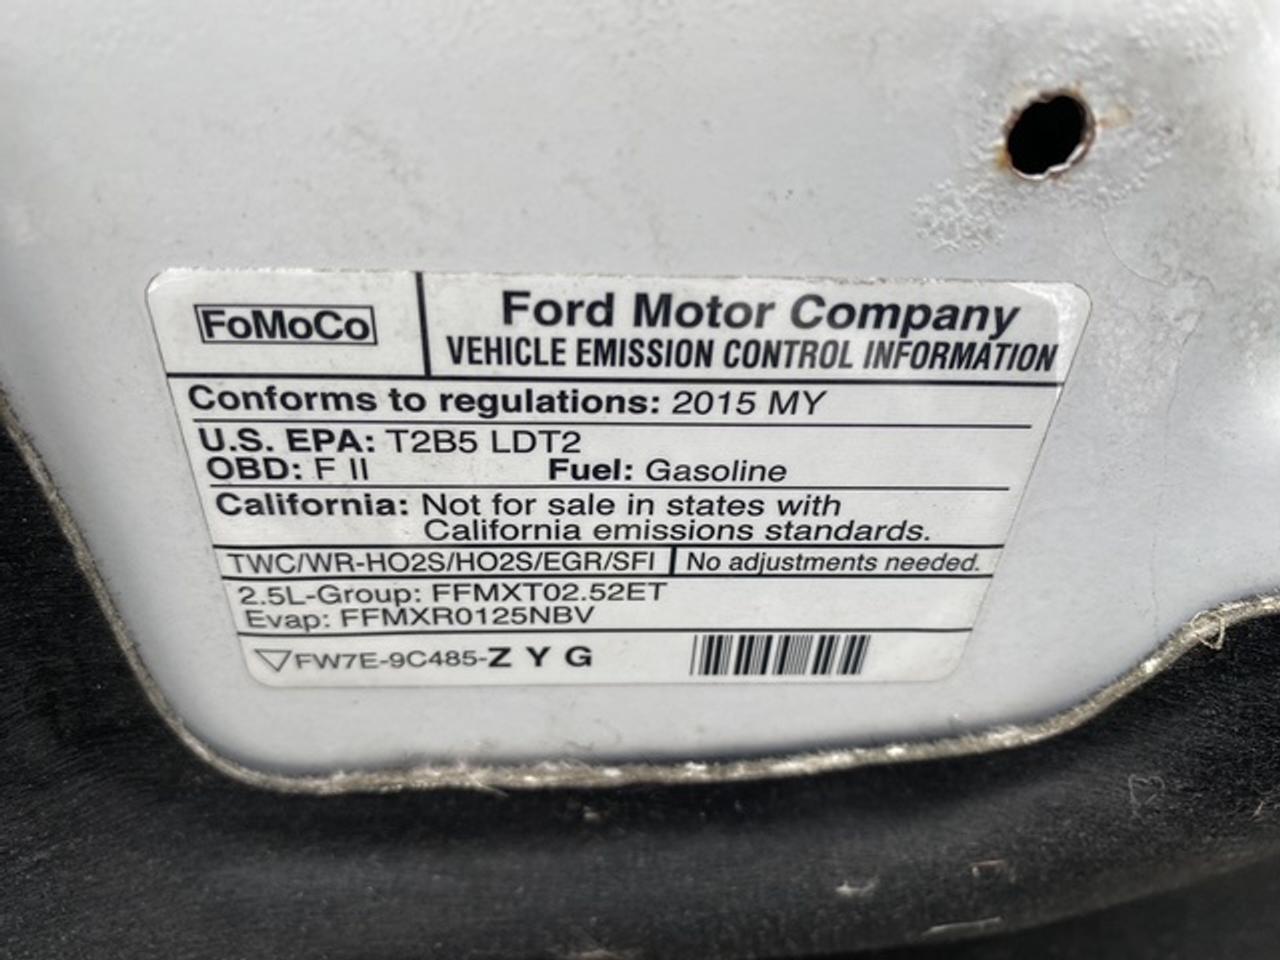 FoMoCo
Ford Motor Company
VEHICLE EMISSION CONTROL INFORMATION
Conforms to regulations: 2015 MY
U.S. EPA: T2B5 LDT2
OBD: F II Fuel: Gasoline
California: Not for sale in states with
California emissions standards.
TWC/WR-HO2S/HO2S/EGR/SFI No adjustments needed.
2.5L-Group: FFMXT02.52ET
Evap: FFMXR0125NBV
FW7E-9C485-Z Y G